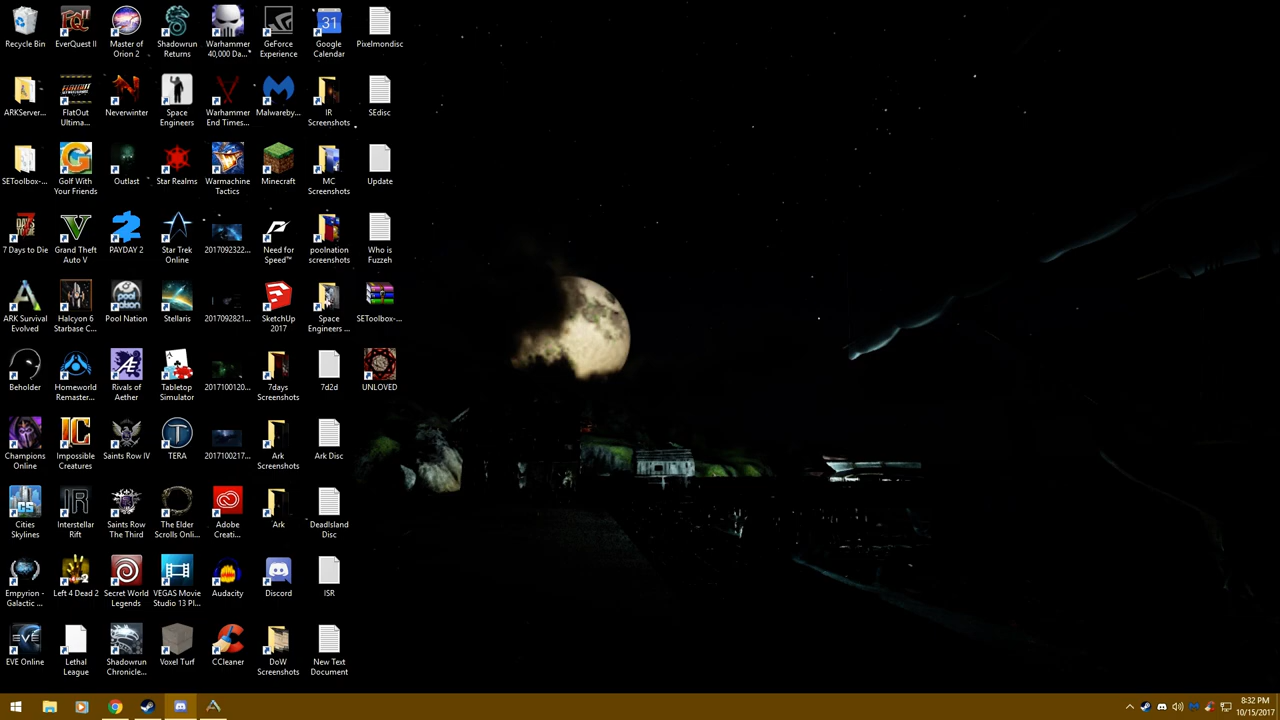 Recycle Bin
EverQuest II
Master of
Orion 2
Shadowrun
Returns
Warhammer
40,000 Da...
GeForce
Experience
31
Google
Calendar
Pixelmondisc
ARKServer...
FlatOut
Ultima...
Neverwinter
Space
Engineers
Warhammer
End Times...
Malwareby...
IR
Screenshots
SEdisc
SEToolbox-...
Golf With
Your Friends
Outlast
Star Realms
Warmachine
Tactics
Minecraft
MC
Screenshots
Update
7 Days to Die
Grand Theft
Auto V
PAYDAY 2
Star Trek
Online
2017092322...
Need for
Speed™
poolnation
screenshots
Who is
Fuzzeh
ARK Survival
Evolved
Halcyon 6
Starbase C...
Pool Nation
Stellaris
2017092821...
SketchUp
2017
Space
Engineers ...
SEToolbox-...
Beholder
Homeworld
Remaster...
Rivals of
Aether
Tabletop
Simulator
2017100120...
7days
Screenshots
7d2d
UNLOVED
Champions
Online
Impossible
Creatures
Saints Row IV
TERA
2017100217...
Ark
Screenshots
Ark Disc
Cities
Skylines
Interstellar
Rift
Saints Row
The Third
The Elder
Scrolls Onli...
Adobe
Creati...
Ark
DeadIsland
Disc
Empyrion -
Galactic ...
Left 4 Dead 2
Secret World
Legends
VEGAS Movie
Studio 13 Pl...
Audacity
Discord
ISR
EVE Online
Lethal
League
Shadowrun
Chronicle...
Voxel Turf
CCleaner
DoW
Screenshots
New Text
Document
8:32 PM
10/15/2017